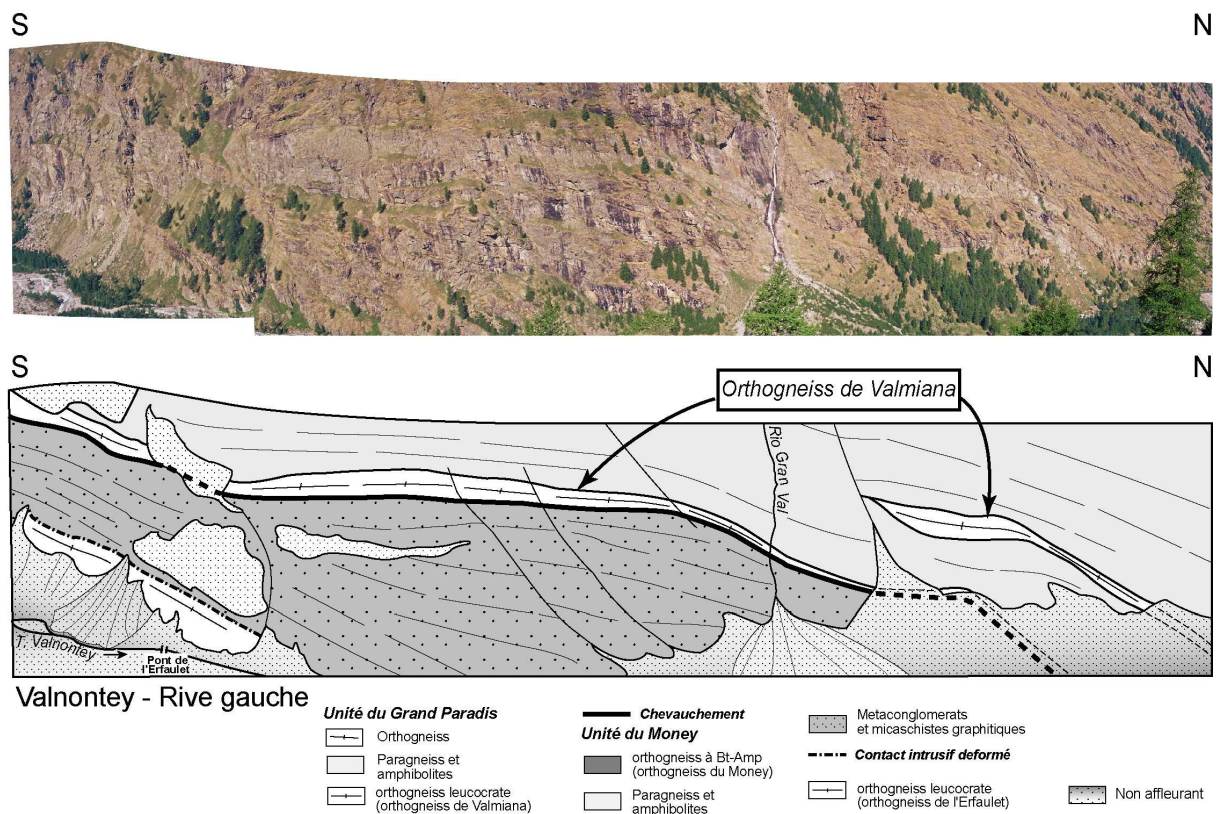 S N
S N
Orthogneiss de Valmiana
Rio Gran Val
T. Valnontey
Pont de
l'Erfaulet
Valnontey - Rive gauche
Unité du Grand Paradis
Orthogneiss
Paragneiss et
amphibolites
orthogneiss leucocrate
(orthogneiss de Valmiana)
Chevauchement
Unité du Money
orthogneiss à Bt-Amp
(orthogneiss du Money)
Paragneiss et
amphibolites
Metaconglomerats
et micaschistes graphitiques
Contact intrusif deformé
orthogneiss leucocrate
(orthogneiss de l'Erfaulet)
Non affleurant